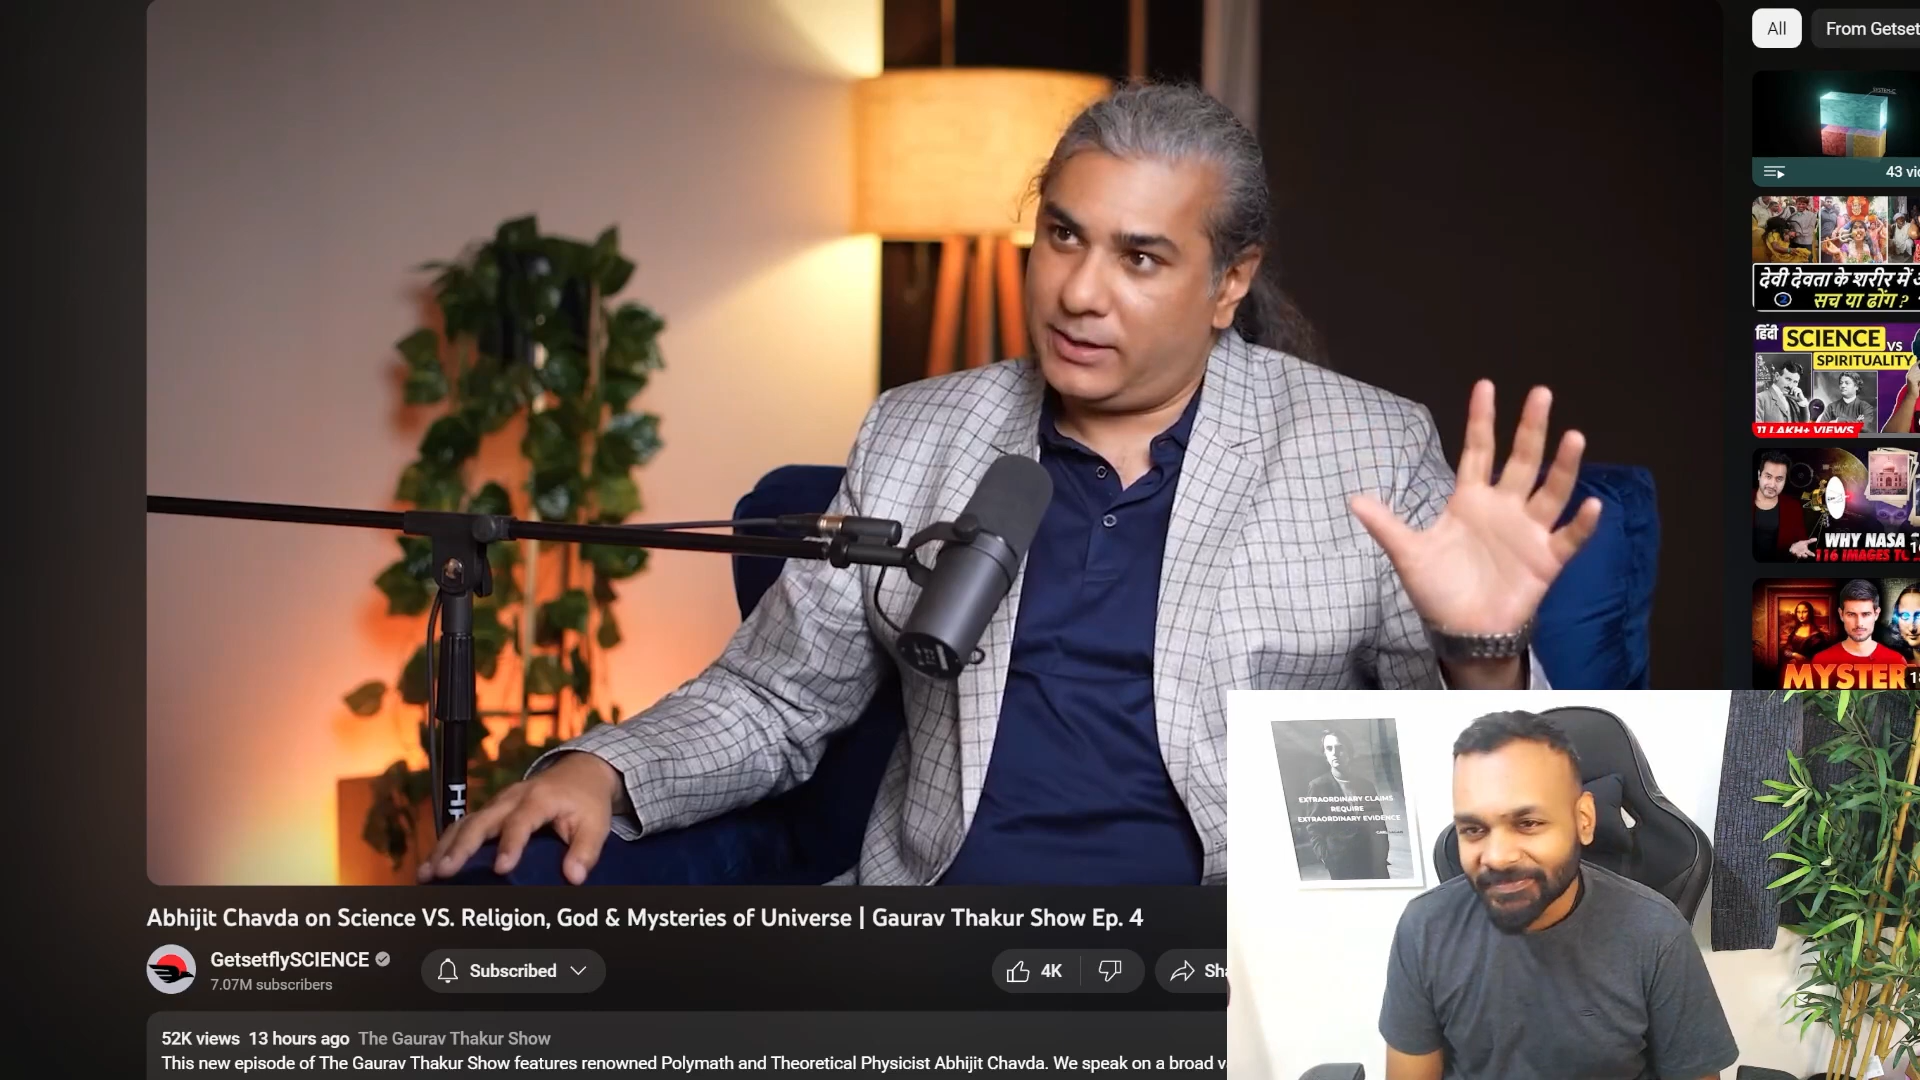 All
From Getset
43 vid
देवी देवता के शरीर में
सच या ढोंग ?
हिंदी SCIENCE VS
SPIRITUALITY
11 LAKH+ VIEWS
WHY NASA
116 IMAGES TO
MYSTER
EXTRAORDINARY CLAIMS
REQUIRE
EXTRAORDINARY EVIDENCE
Abhijit Chavda on Science VS. Religion, God & Mysteries of Universe | Gaurav Thakur Show Ep. 4
GetsetflySCIENCE
7.07M subscribers
Subscribed
4K
Sha
52K views 13 hours ago The Gaurav Thakur Show
This new episode of The Gaurav Thakur Show features renowned Polymath and Theoretical Physicist Abhijit Chavda. We speak on a broad v